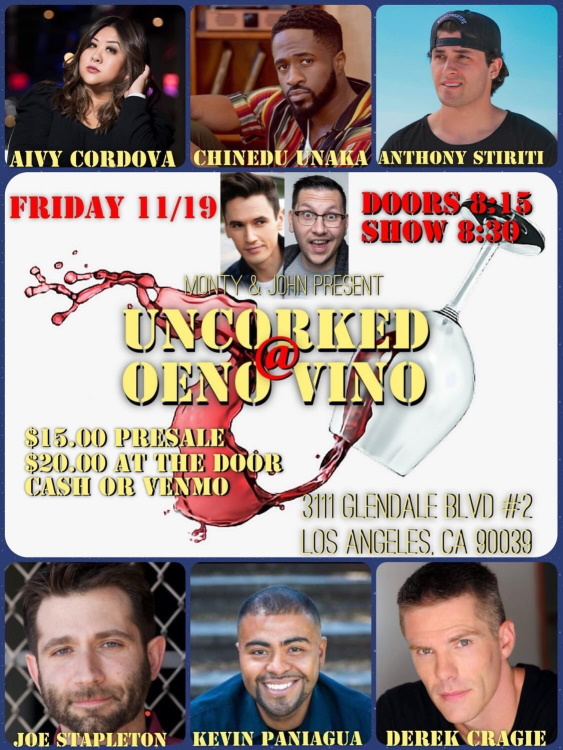 AIVY CORDOVA
CHINEDU UNAKA
ANTHONY STIRITI
FRIDAY 11/19
DOORS 8:15
SHOW 8:30
MONTY & JOHN PRESENT
UNCORKED
@
OENO VINO
$15.00 PRESALE
$20.00 AT THE DOOR
CASH OR VENMO
3111 GLENDALE BLVD #2
LOS ANGELES, CA 90039
JOE STAPLETON
KEVIN PANIAGUA
DEREK CRAGIE